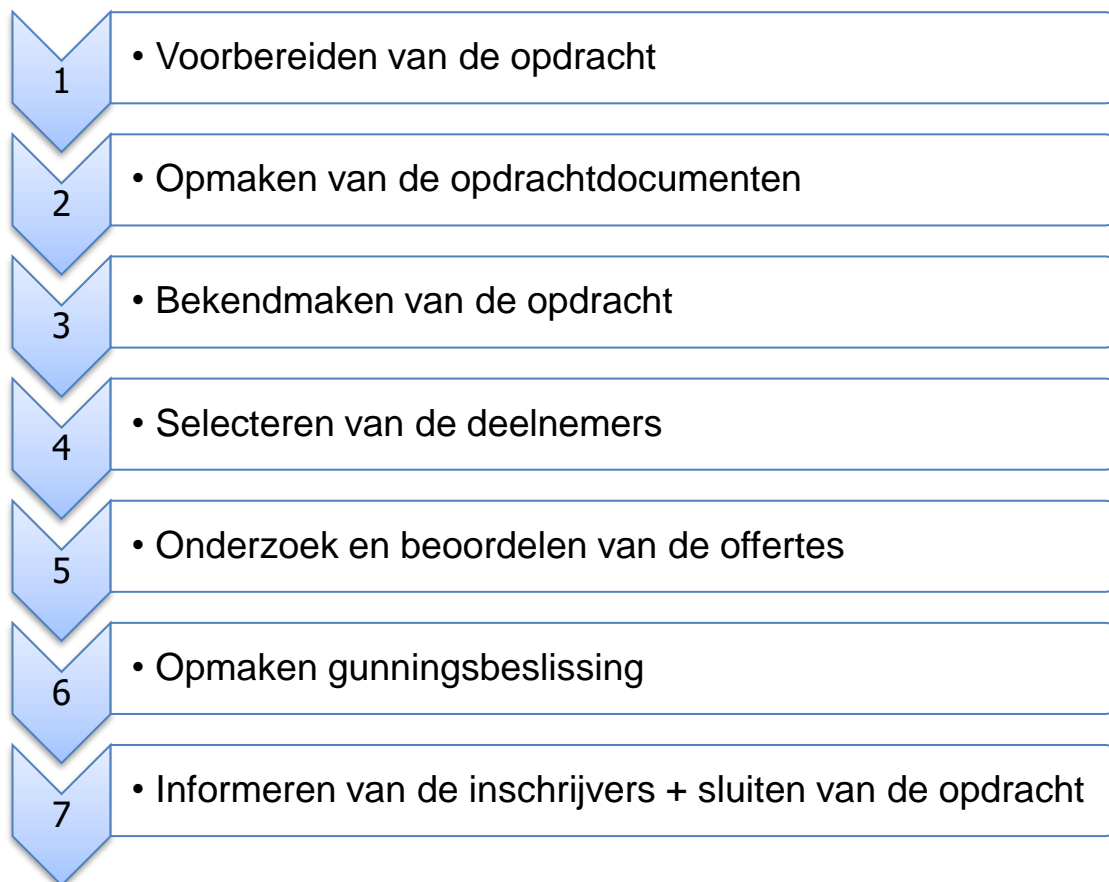 1
• Voorbereiden van de opdracht
2
• Opmaken van de opdrachtdocumenten
3
• Bekendmaken van de opdracht
4
• Selecteren van de deelnemers
5
• Onderzoek en beoordelen van de offertes
6
• Opmaken gunningsbeslissing
7
• Informeren van de inschrijvers + sluiten van de opdracht